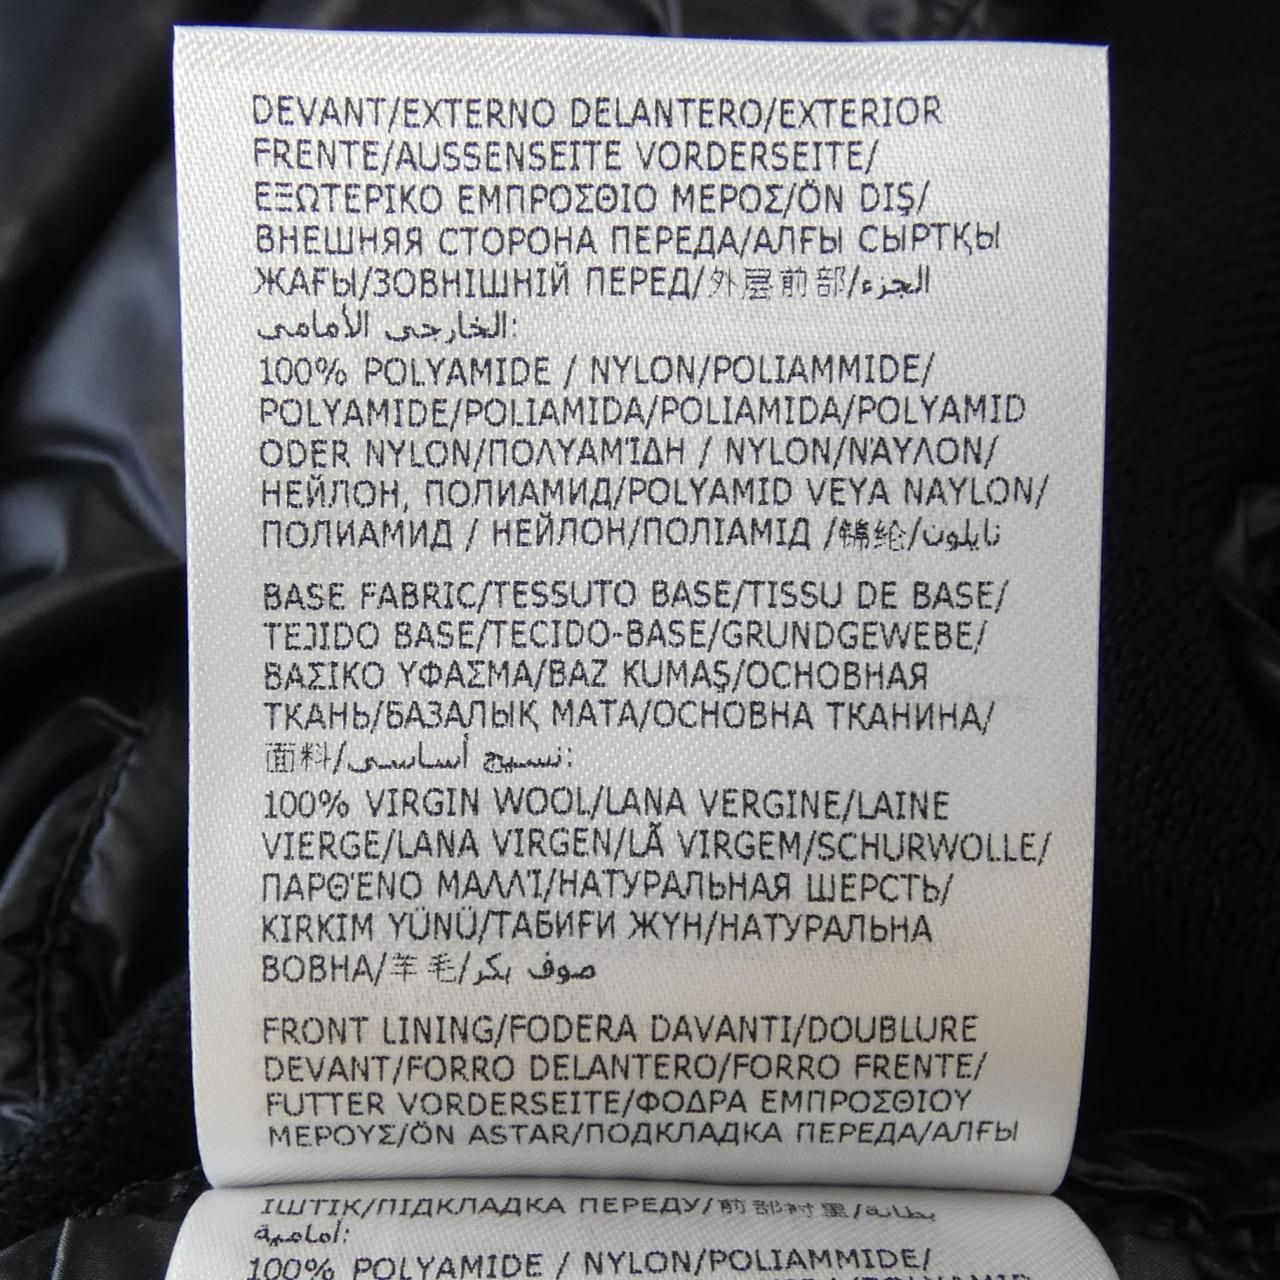 DEVANT/EXTERNO DELANTERO/EXTERIOR
FRENTE/AUSSENSEITE VORDERSEITE/
ΕΞΩΤΕΡΙΚΟ ΕΜΠΡΟΣΘΙΟ ΜΕΡΟΣ/ÖN DIŞ/
ВНЕШНЯЯ СТОРОНА ПЕРЕДА/АЛҒЫ СЫРТҚЫ
ЖАҒЫ/ЗОВНІШНІЙ ПЕРЕД/外层前部/الجزء
الخارجي الأمامي:
100% POLYAMIDE / NYLON/POLIAMMIDE/
POLYAMIDE/POLIAMIDA/POLIAMIDA/POLYAMID
ODER NYLON/ΠΟΛΥΑΜΊΔΗ / NYLON/ΝΆΥΛΟΝ/
НЕЙЛОН, ПОЛИАМИД/POLYAMID VEYA NAYLON/
ПОЛИАМИД / НЕЙЛОН/ПОЛІАМІД /锦纶/نايلون
BASE FABRIC/TESSUTO BASE/TISSU DE BASE/
TEJIDO BASE/TECIDO-BASE/GRUNDGEWEBE/
ΒΑΣΙΚΟ ΥΦΑΣΜΑ/BAZ KUMAŞ/ОСНОВНАЯ
ТКАНЬ/БАЗАЛЫҚ МАТА/ОСНОВНА ТКАНИНА/
面料/نسيج أساسي:
100% VIRGIN WOOL/LANA VERGINE/LAINE
VIERGE/LANA VIRGEN/LÃ VIRGEM/SCHURWOLLE/
ΠΑΡΘΈΝΟ ΜΑΛΛΊ/НАТУРАЛЬНАЯ ШЕРСТЬ/
KIRKIM YÜNÜ/ТАБИҒИ ЖҮН/НАТУРАЛЬНА
ВОВНА/羊毛/صوف بكر
FRONT LINING/FODERA DAVANTI/DOUBLURE
DEVANT/FORRO DELANTERO/FORRO FRENTE/
FUTTER VORDERSEITE/ΦΟΔΡΑ ΕΜΠΡΟΣΘΙΟΥ
ΜΕΡΟΥΣ/ÖN ASTAR/ПОДКЛАДКА ПЕРЕДА/АЛҒЫ
ІШТІК/ПІДКЛАДКА ПЕРЕДУ/前部衬里/بطانة
أمامية:
100% POLYAMIDE / NYLON/POLIAMMIDE/